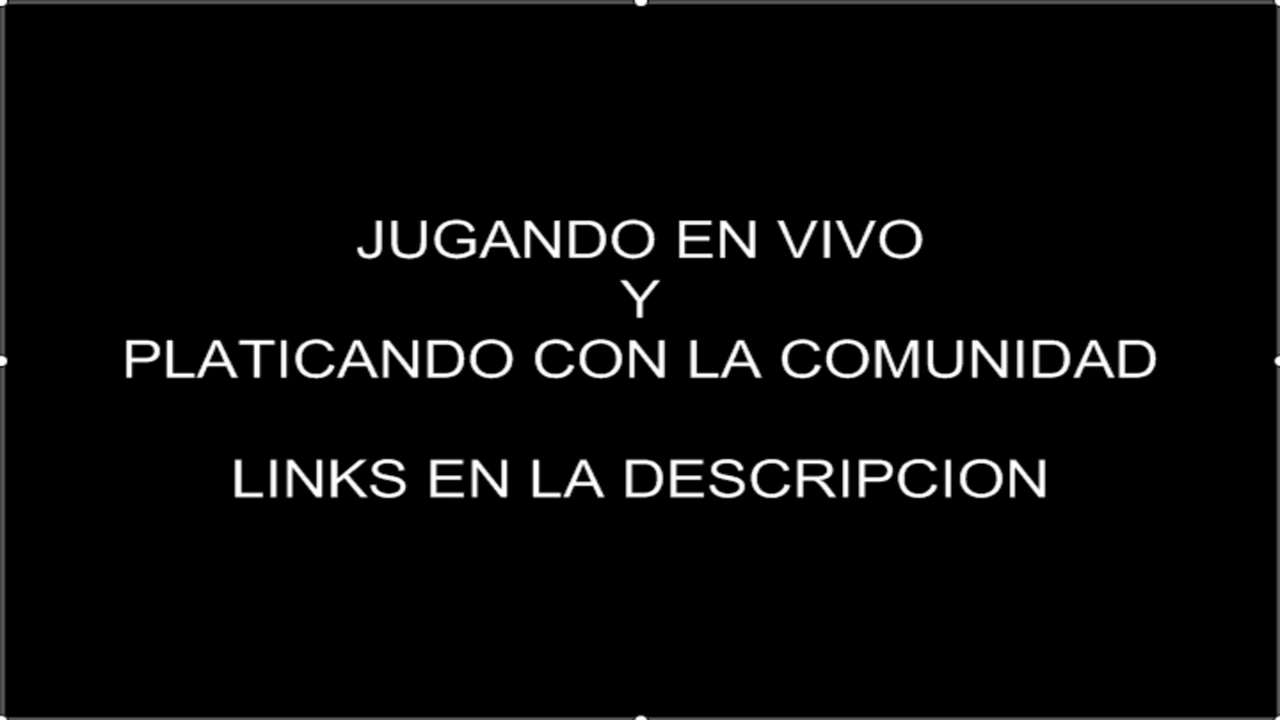 JUGANDO EN VIVO
Y
PLATICANDO CON LA COMUNIDAD
LINKS EN LA DESCRIPCION